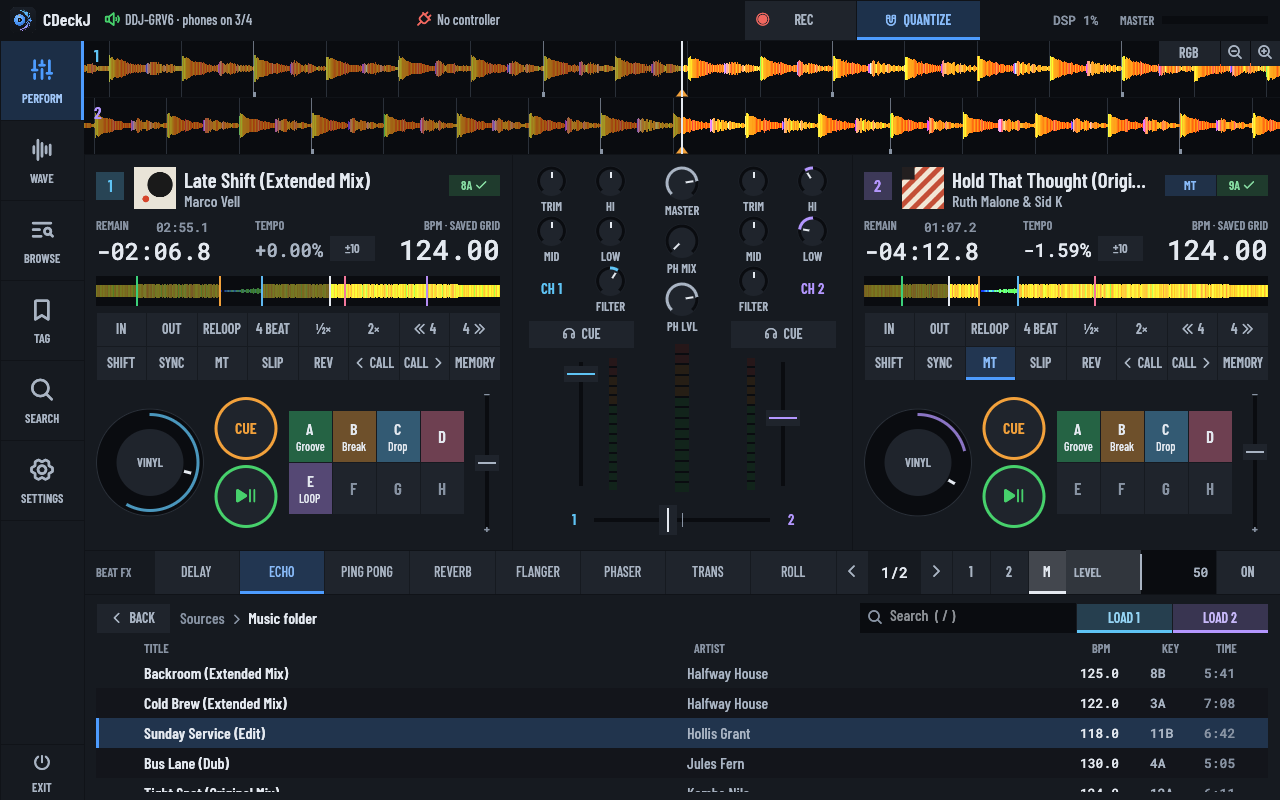 CDeckJ DDJ-GRV6 · phones on 3/4 No controller REC QUANTIZE DSP 1% MASTER
PERFORM
WAVE
BROWSE
TAG
SEARCH
SETTINGS
EXIT
1 RGB
2
1 Late Shift (Extended Mix) 8A
Marco Vell
REMAIN 02:55.1 TEMPO BPM · SAVED GRID
-02:06.8 +0.00% ±10 124.00
IN OUT RELOOP 4 BEAT ½× 2× 4 4
SHIFT SYNC MT SLIP REV CALL CALL MEMORY
VINYL CUE
A Groove B Break C Drop D
E LOOP F G H
- +
TRIM HI MASTER TRIM HI
MID LOW PH MIX MID LOW
CH 1 FILTER PH LVL FILTER CH 2
CUE CUE
1 2
2 Hold That Thought (Origi... MT 9A
Ruth Malone & Sid K
REMAIN 01:07.2 TEMPO BPM · SAVED GRID
-04:12.8 -1.59% ±10 124.00
IN OUT RELOOP 4 BEAT ½× 2× 4 4
SHIFT SYNC MT SLIP REV CALL CALL MEMORY
VINYL CUE
A Groove B Break C Drop D
E F G H
- +
BEAT FX DELAY ECHO PING PONG REVERB FLANGER PHASER TRANS ROLL 1/2 1 2 M LEVEL 50 ON
BACK Sources Music folder Search ( / ) LOAD 1 LOAD 2
TITLE ARTIST BPM KEY TIME
Backroom (Extended Mix) Halfway House 125.0 8B 5:41
Cold Brew (Extended Mix) Halfway House 122.0 3A 7:08
Sunday Service (Edit) Hollis Grant 118.0 11B 6:42
Bus Lane (Dub) Jules Fern 130.0 4A 5:05